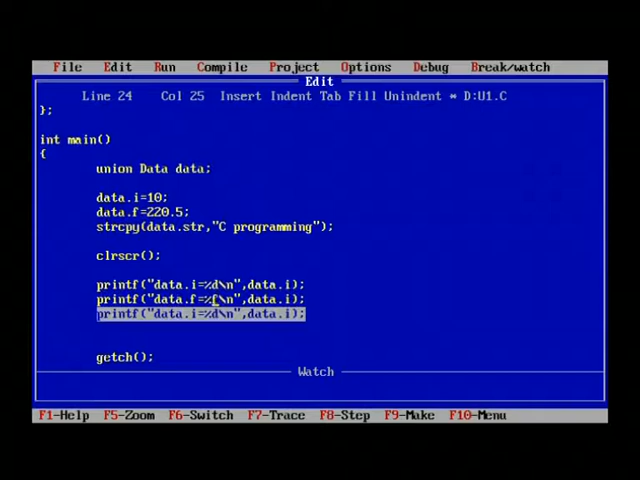 File Edit Run Compile Project Options Debug Break/watch
Edit
Line 24 Col 25 Insert Indent Tab Fill Unindent * D:U1.C
};
int main()
{
union Data data;
data.i=10;
data.f=220.5;
strcpy(data.str,"C programming");
clrscr();
printf("data.i=%d\n",data.i);
printf("data.f=%f\n",data.i);
printf("data.i=%d\n",data.i);
getch();
Watch
F1-Help F5-Zoom F6-Switch F7-Trace F8-Step F9-Make F10-Menu